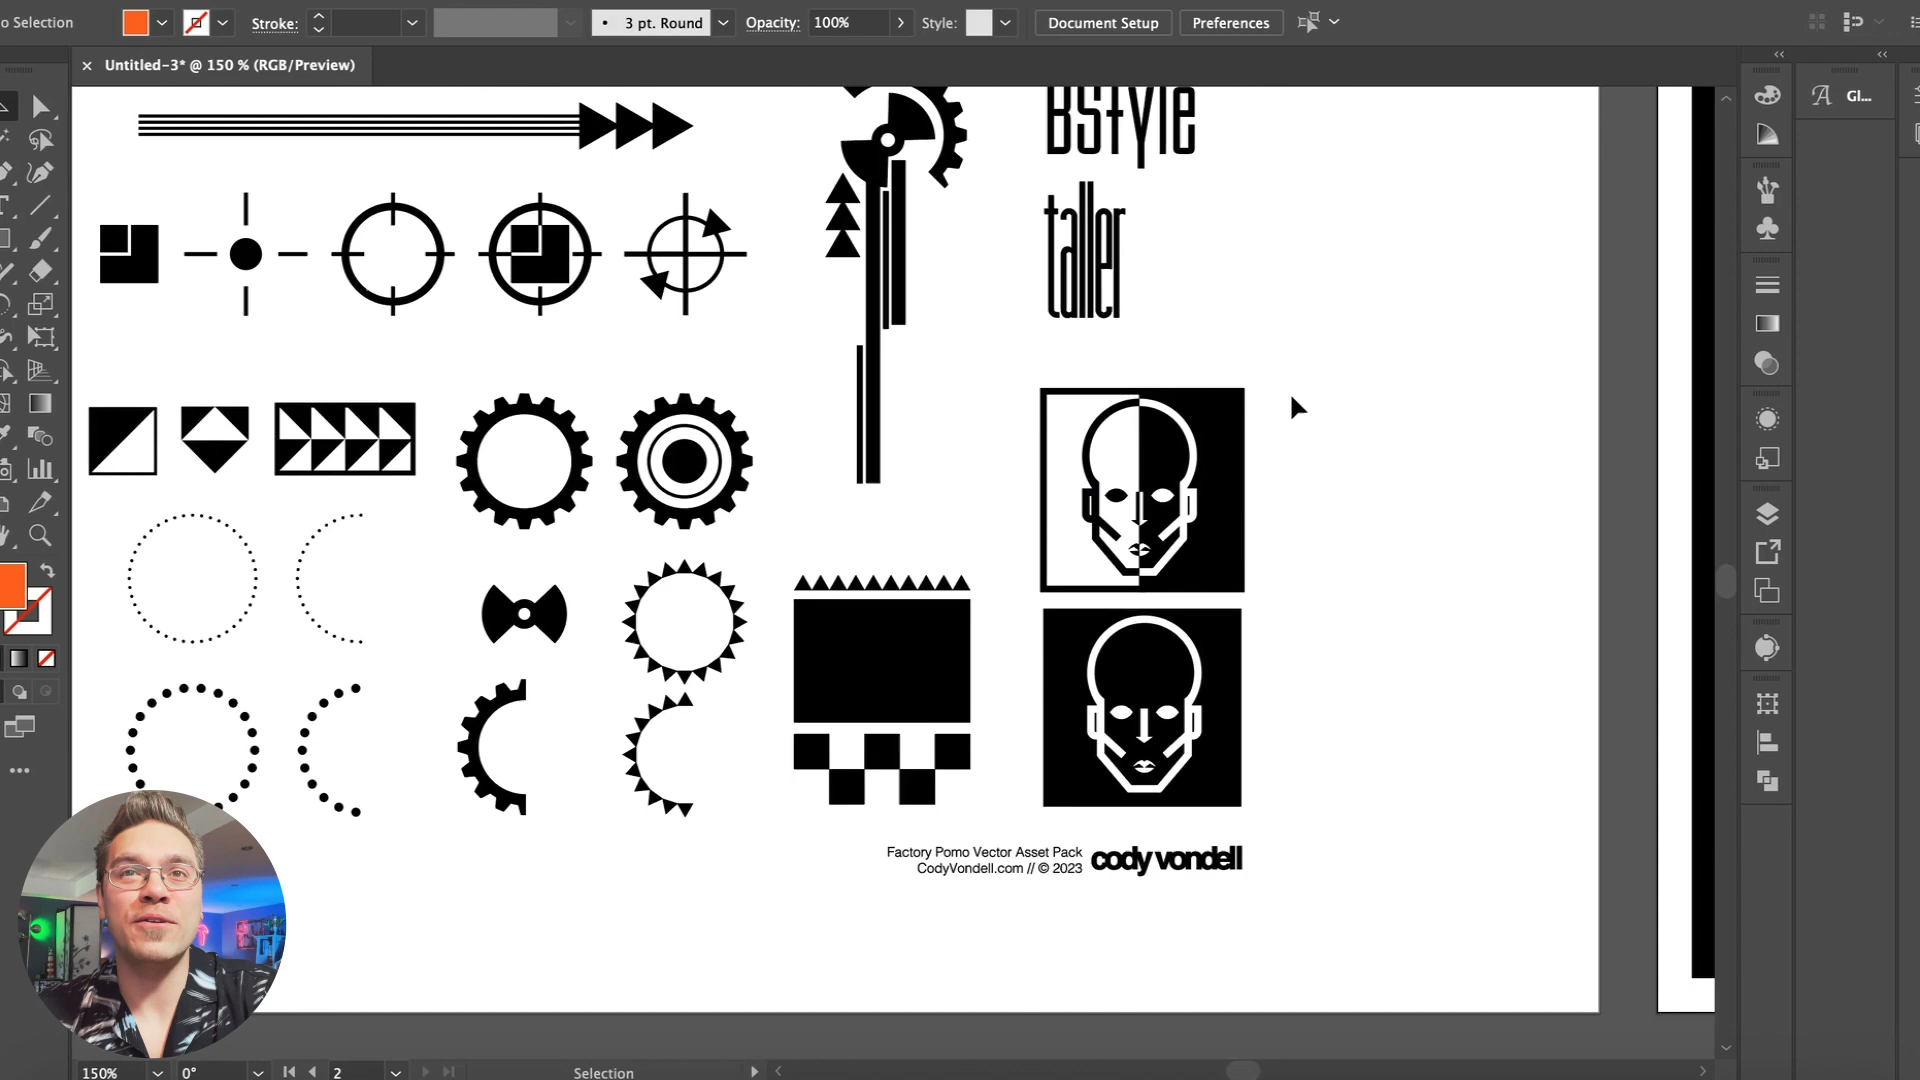 o Selection
Stroke:
3 pt. Round
Opacity:
100%
Style:
Document Setup
Preferences
Untitled-3* @ 150 % (RGB/Preview)
Gl...
BStyle
taller
Factory Pomo Vector Asset Pack
CodyVondell.com // © 2023
cody vondell
150%
0°
2
Selection